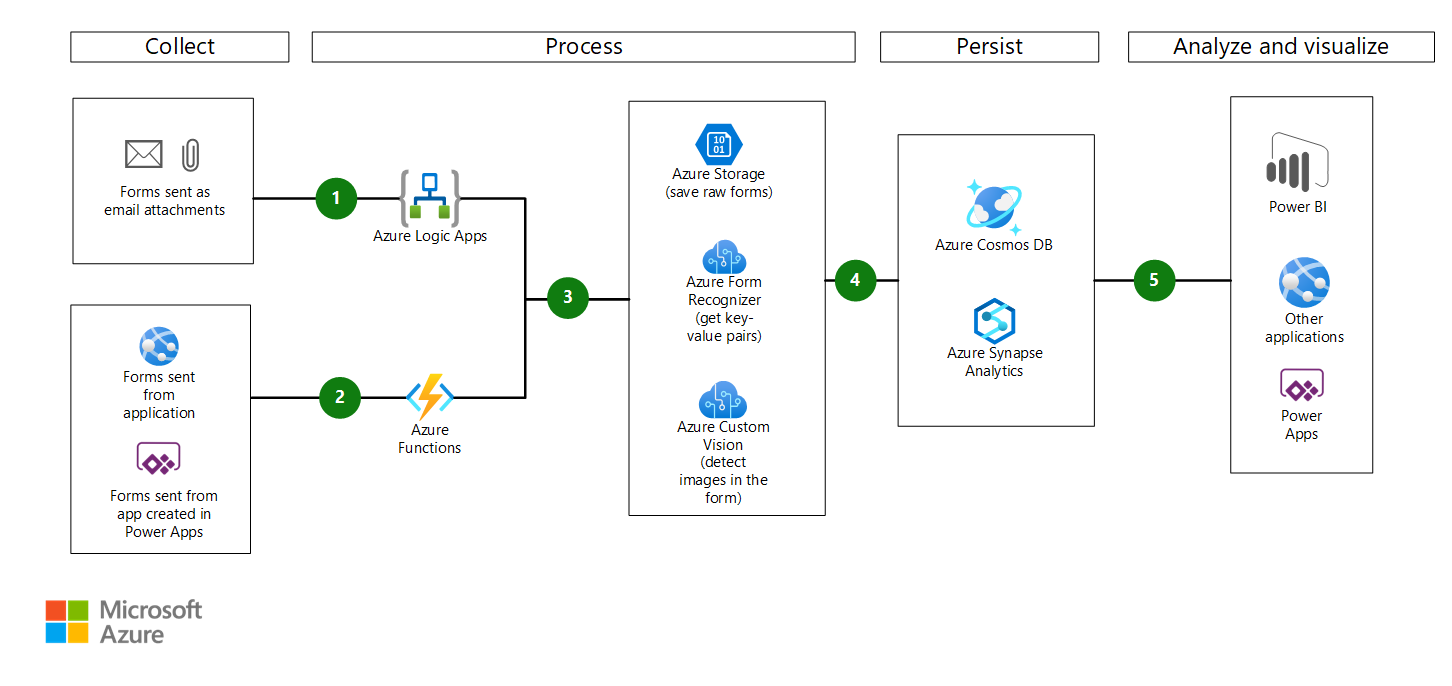 Collect
Process
Persist
Analyze and visualize
Forms sent as
email attachments
1
Azure Logic Apps
Forms sent
from
application
Forms sent from
app created in
Power Apps
2
Azure
Functions
3
10
01
Azure Storage
(save raw forms)
Azure Form
Recognizer
(get key-
value pairs)
Azure Custom
Vision
(detect
images in the
form)
4
Azure Cosmos DB
Azure Synapse
Analytics
5
Power BI
Other
applications
Power
Apps
Microsoft
Azure